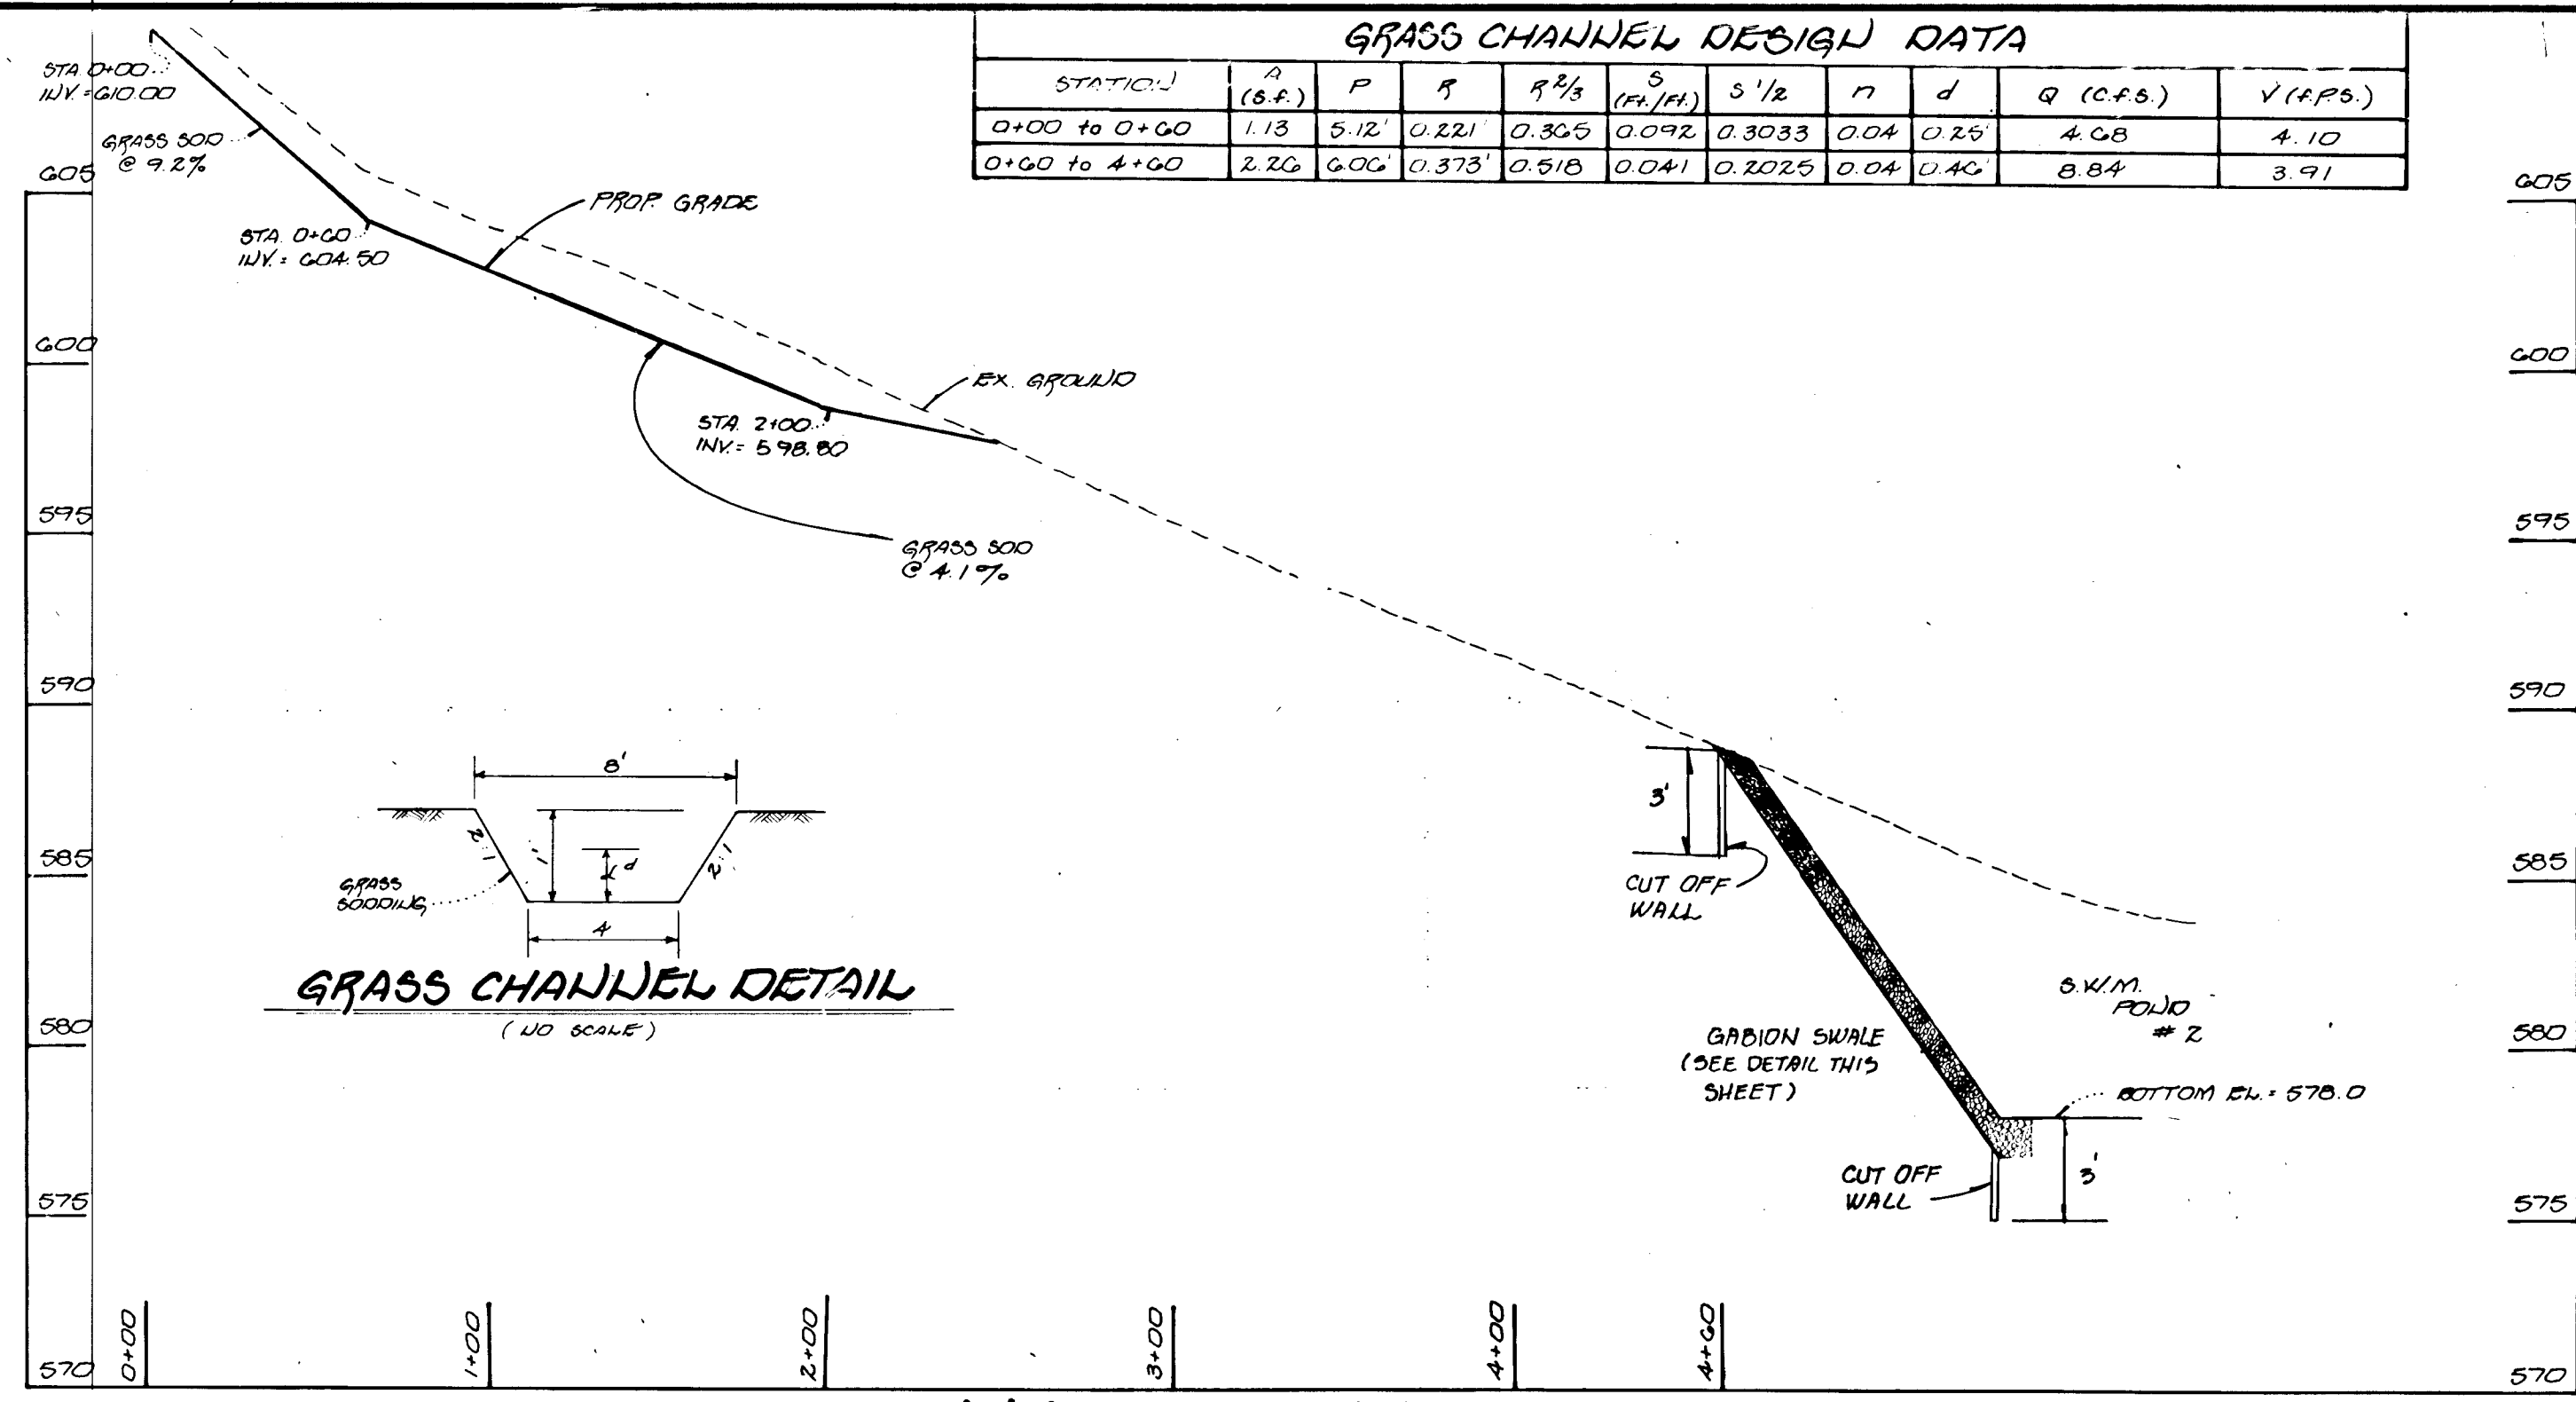 GRASS CHANNEL DESIGN DATA
STATION A (S.F.) P R R 2/3 S (Ft./Ft.) S 1/2 n d Q (C.F.S.) V (F.P.S.)
0+00 to 0+60 1.13 5.12' 0.221' 0.365 0.092 0.3033 0.04 0.25' 4.68 4.10
0+60 to 4+60 2.26 6.06' 0.373' 0.518 0.041 0.2025 0.04 0.46' 8.84 3.91
STA. 0+00
INV. = 610.00
GRASS SOD
@ 9.2%
605
605
PROP. GRADE
STA. 0+60
INV. = 604.50
600
600
EX. GROUND
STA. 2+00
INV. = 598.80
595
595
GRASS SOD
@ 4.1%
590
590
8'
2:1
1'
d
2:1
GRASS
SODDING
4
GRASS CHANNEL DETAIL
(NO SCALE)
3'
585
585
CUT OFF
WALL
S.W.M.
POND
# 2
580
580
GABION SWALE
(SEE DETAIL THIS
SHEET)
BOTTOM EL. = 578.0
3'
CUT OFF
WALL
575
575
570
0+00
1+00
2+00
3+00
4+00
4+60
570